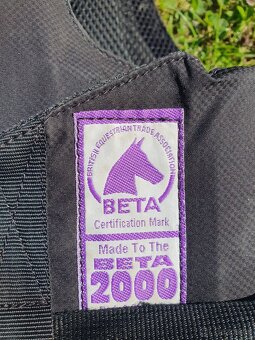 BRITISH EQUESTRIAN TRADE ASSOCIATION
BETA
Certification Mark
Made To The
BETA
2000